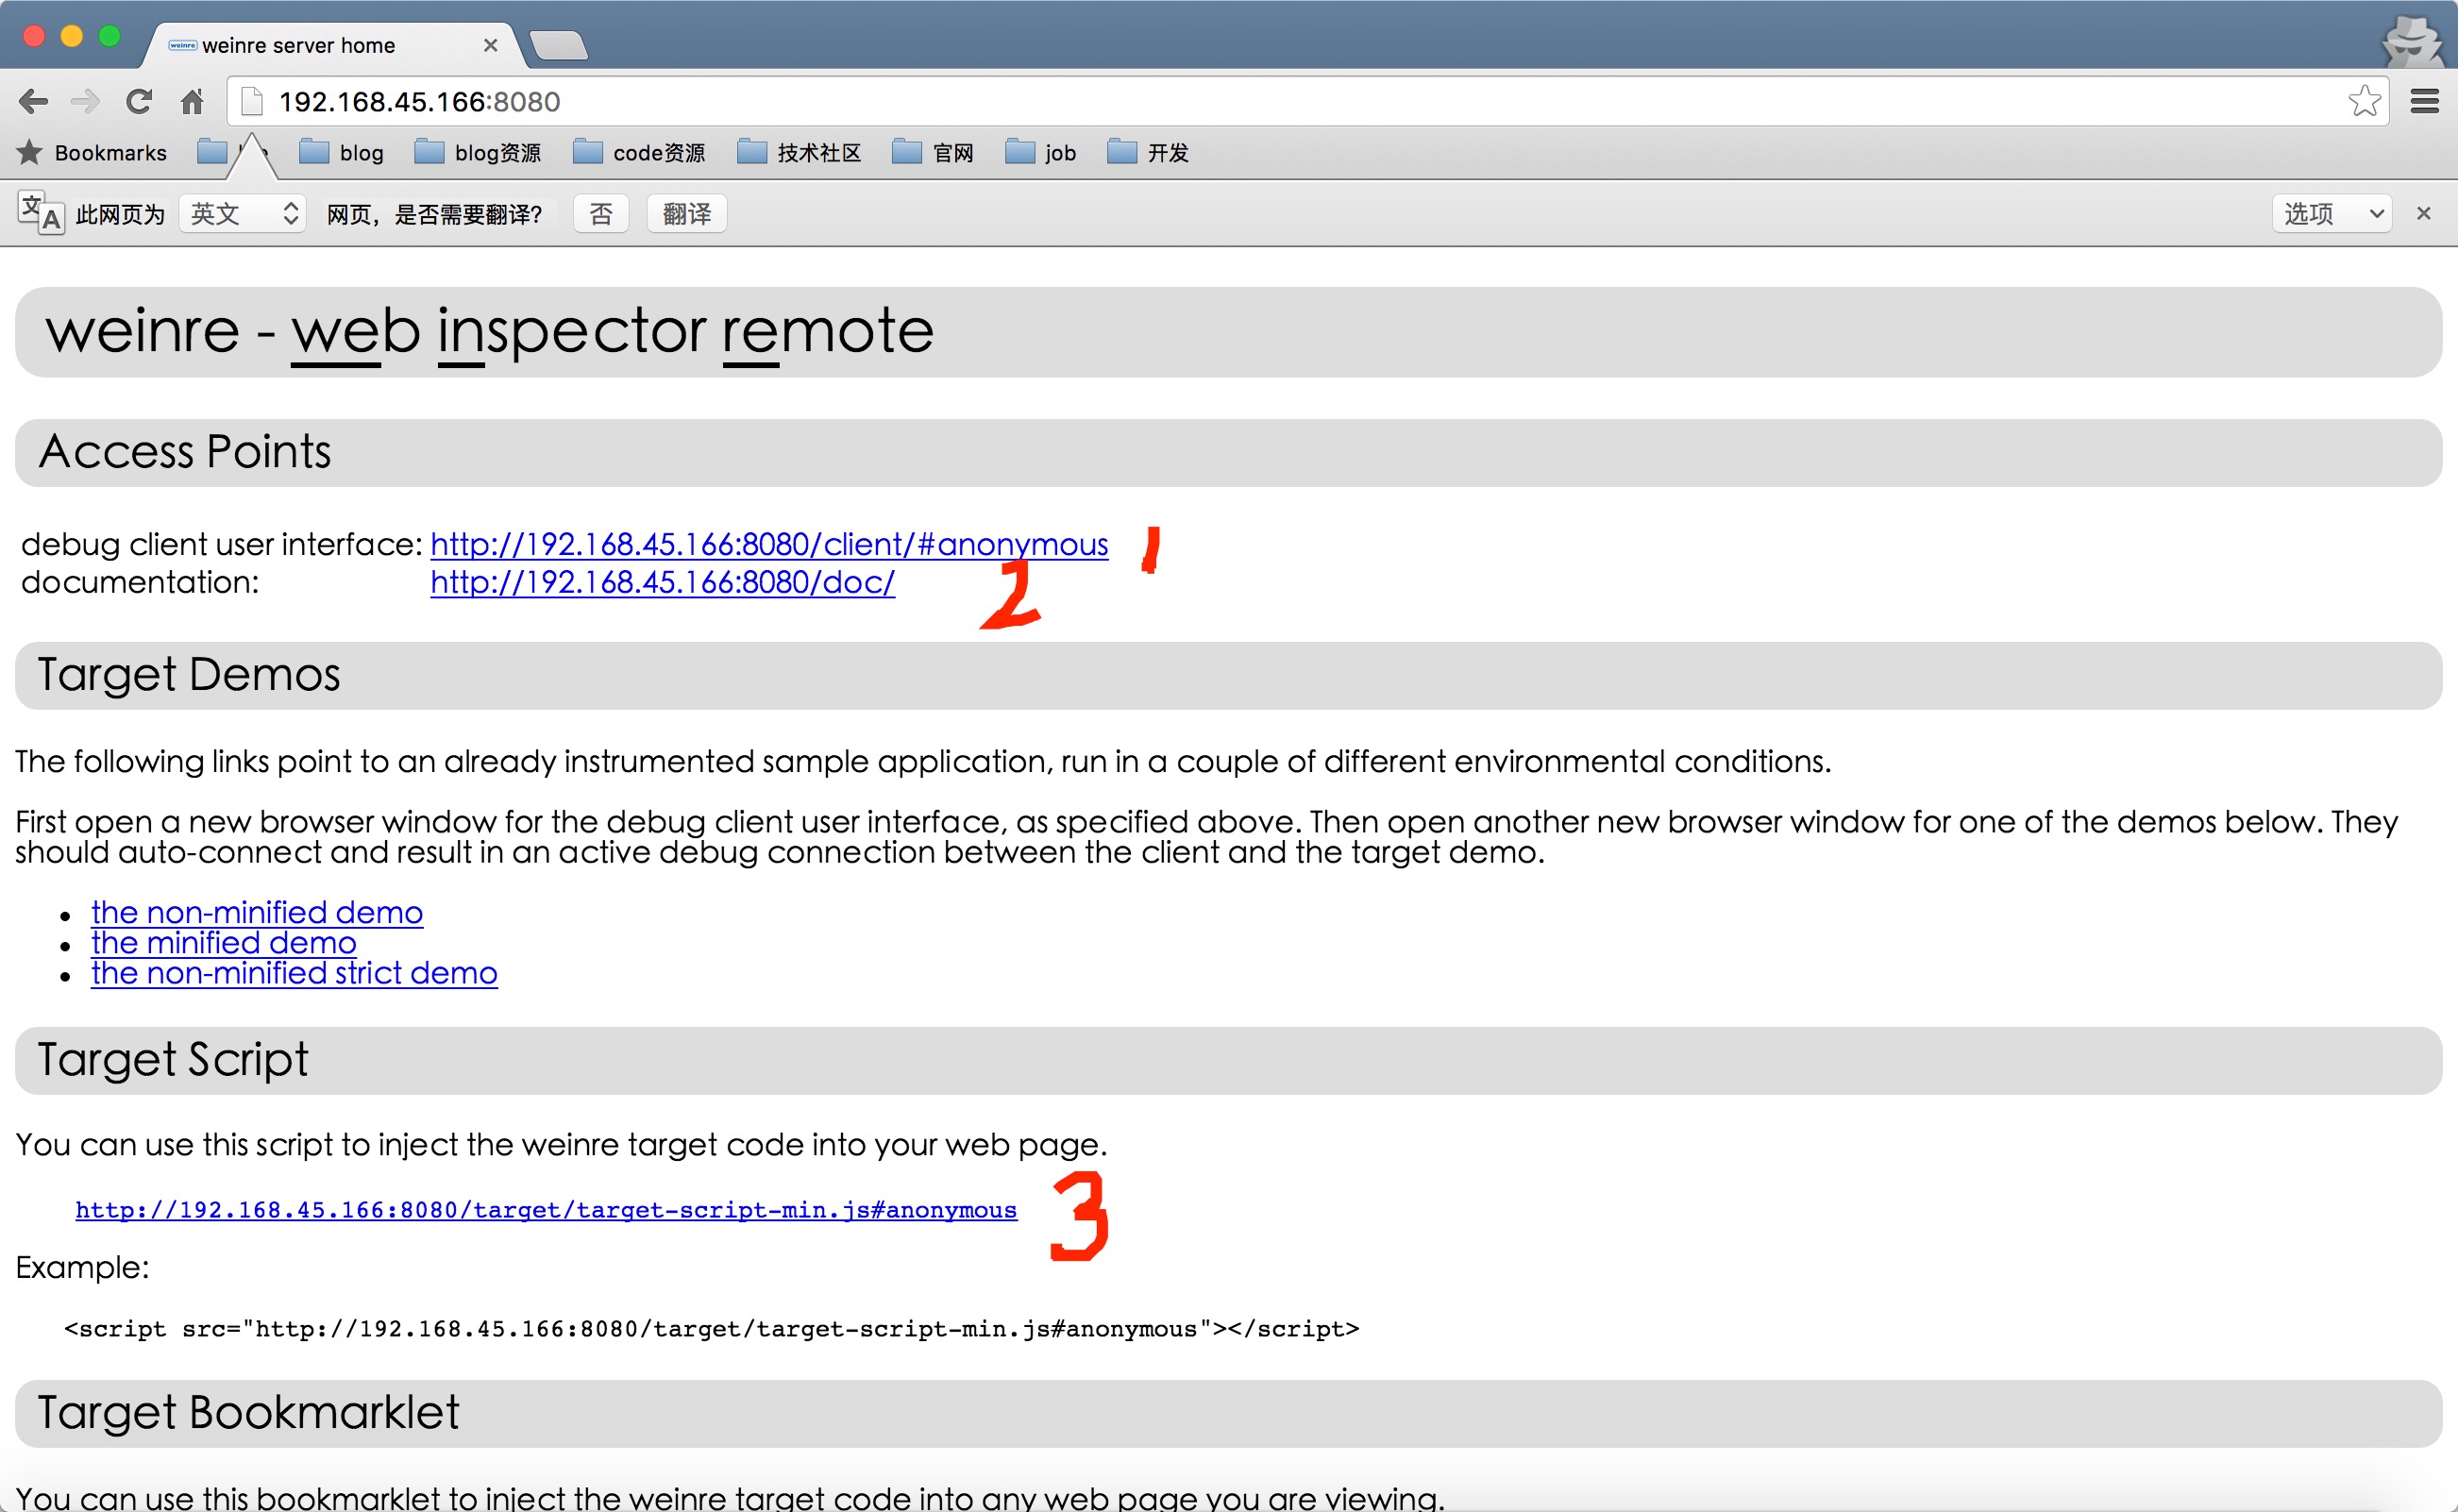 weinre weinre server home
192.168.45.166:8080
Bookmarks blog blog资源 code资源 技术社区 官网 job 开发
文A 此网页为 英文 网页，是否需要翻译？ 否 翻译 选项
weinre - web inspector remote
Access Points
debug client user interface: http://192.168.45.166:8080/client/#anonymous 1
documentation: http://192.168.45.166:8080/doc/ 2
Target Demos
The following links point to an already instrumented sample application, run in a couple of different environmental conditions.
First open a new browser window for the debug client user interface, as specified above. Then open another new browser window for one of the demos below. They
should auto-connect and result in an active debug connection between the client and the target demo.
the non-minified demo
the minified demo
the non-minified strict demo
Target Script
You can use this script to inject the weinre target code into your web page.
http://192.168.45.166:8080/target/target-script-min.js#anonymous 3
Example:
<script src="http://192.168.45.166:8080/target/target-script-min.js#anonymous"></script>
Target Bookmarklet
You can use this bookmarklet to inject the weinre target code into any web page you are viewing.